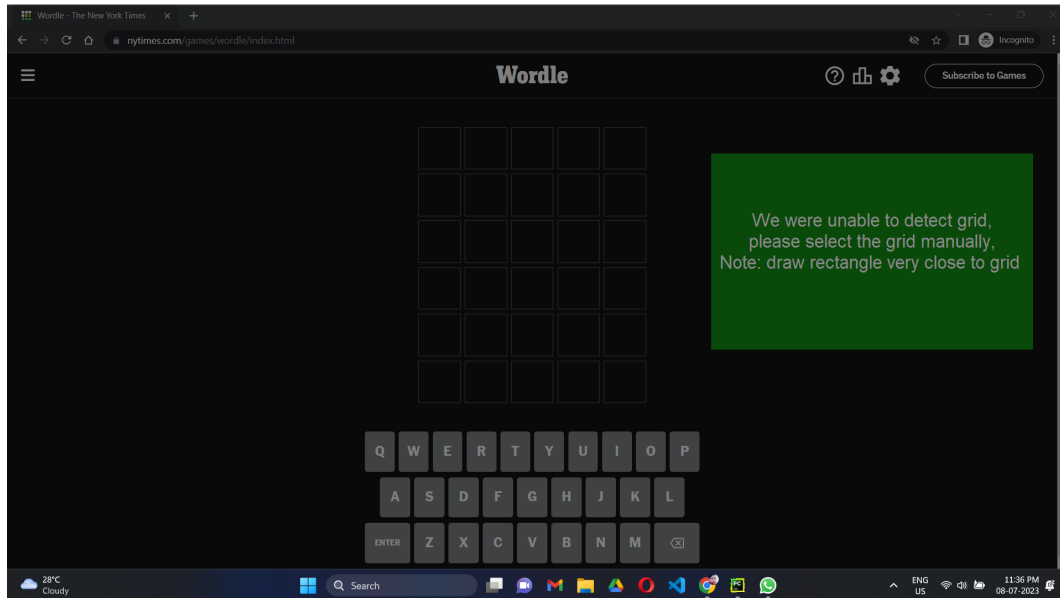 Wordle - The New York Times
nytimes.com/games/wordle/index.html
Incognito
Wordle
Subscribe to Games
We were unable to detect grid,
please select the grid manually,
Note: draw rectangle very close to grid
Q W E R T Y U I O P
A S D F G H J K L
ENTER Z X C V B N M
28°C
Cloudy
Search
ENG
US
11:36 PM
08-07-2023